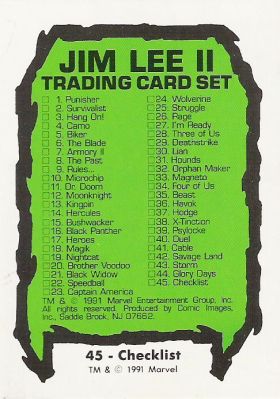 JIM LEE II
TRADING CARD SET
1. Punisher
2. Survivalist
3. Hang On!
4. Camo
5. Biker
6. The Blade
7. Armory II
8. The Past
9. Rules...
10. Microchip
11. Dr. Doom
12. Moonknight
13. Kingpin
14. Hercules
15. Bushwacker
16. Black Panther
17. Heroes
18. Magik
19. Nightcat
20. Brother Voodoo
21. Black Widow
22. Speedball
23. Captain America
24. Wolverine
25. Struggle
26. Rage
27. I'm Ready
28. Three of Us
29. Deathstrike
30. Lian
31. Hounds
32. Orphan Maker
33. Magneto
34. Four of Us
35. Beast
36. Havok
37. Hodge
38. X-Tinction
39. Psylocke
40. Duel
41. Cable
42. Savage Land
43. Storm
44. Glory Days
45. Checklist
TM & © 1991 Marvel Entertainment Group, Inc.
All rights reserved. Produced by Comic Images,
Inc., Saddle Brook, NJ 07662.
45 - Checklist
TM & © 1991 Marvel